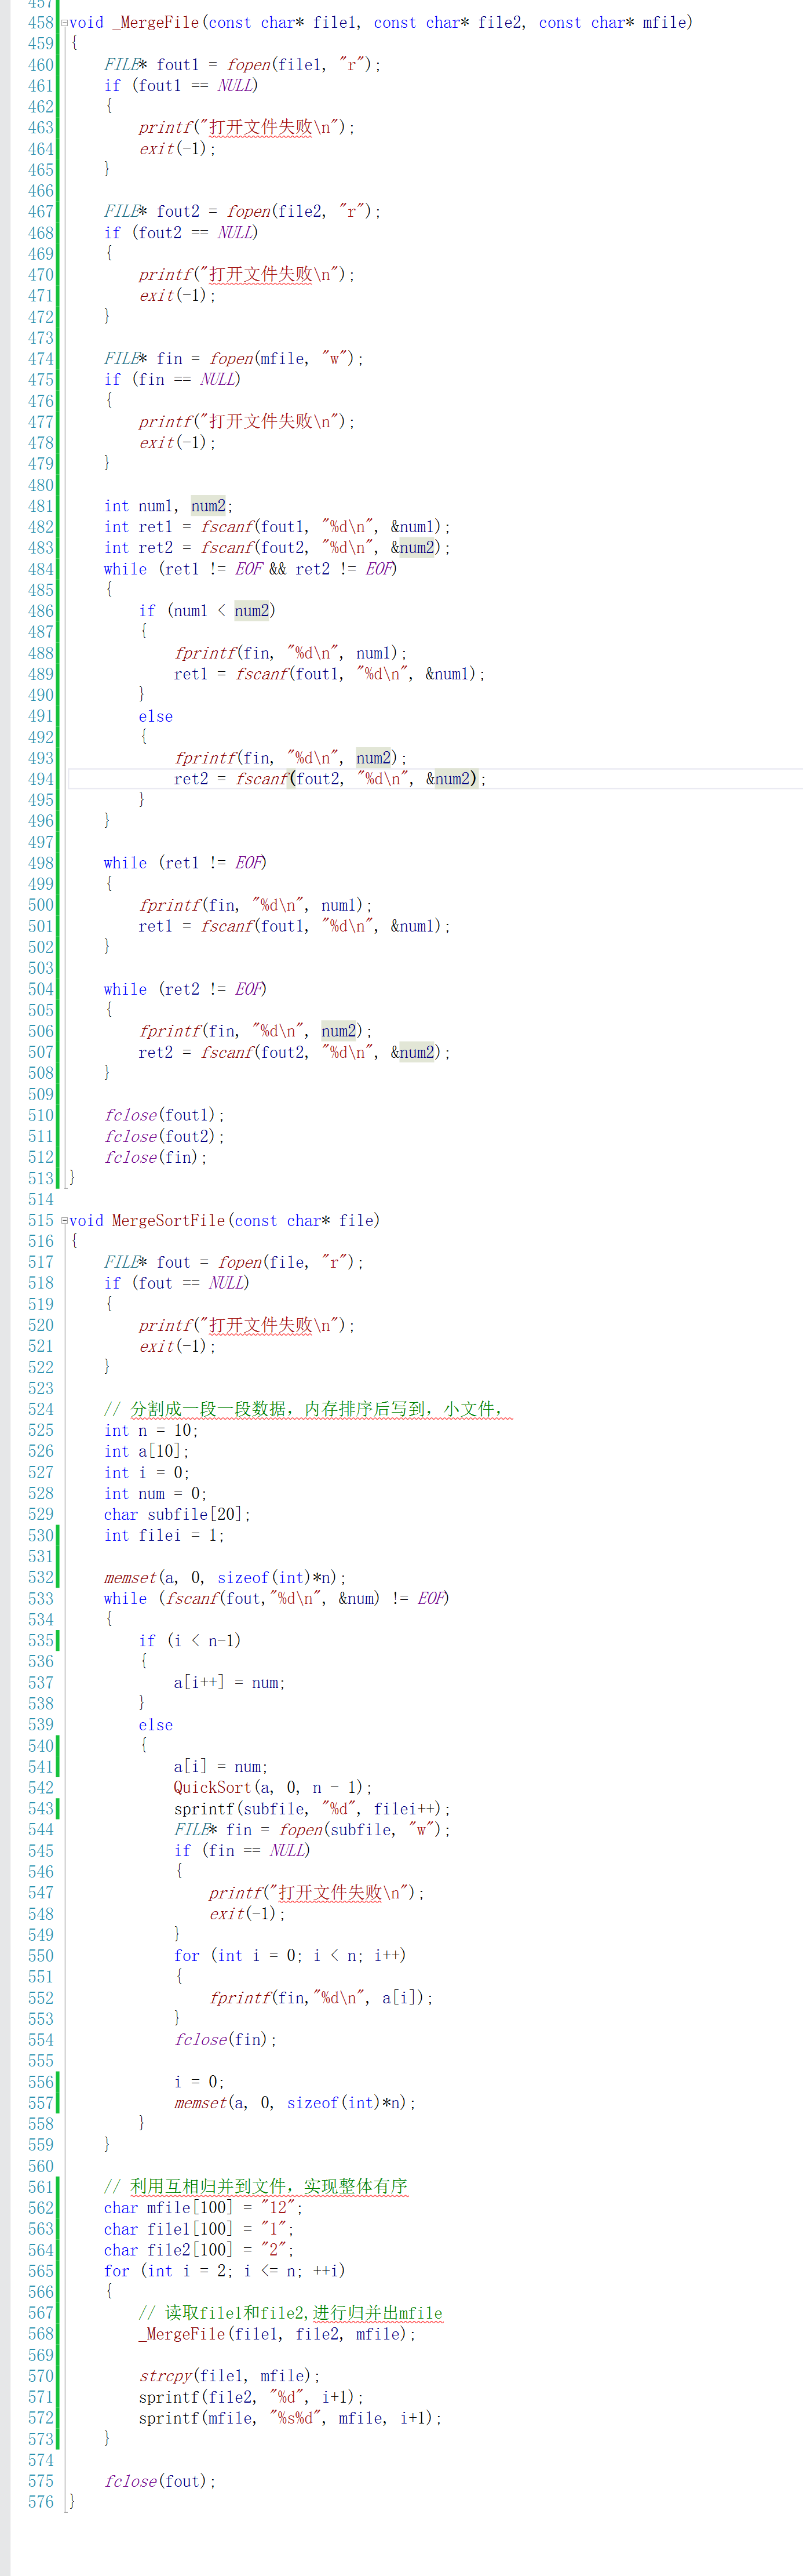 457
458 void _MergeFile(const char* file1, const char* file2, const char* mfile)
459 {
460     FILE* fout1 = fopen(file1, "r");
461     if (fout1 == NULL)
462     {
463         printf("打开文件失败\n");
464         exit(-1);
465     }
466
467     FILE* fout2 = fopen(file2, "r");
468     if (fout2 == NULL)
469     {
470         printf("打开文件失败\n");
471         exit(-1);
472     }
473
474     FILE* fin = fopen(mfile, "w");
475     if (fin == NULL)
476     {
477         printf("打开文件失败\n");
478         exit(-1);
479     }
480
481     int num1, num2;
482     int ret1 = fscanf(fout1, "%d\n", &num1);
483     int ret2 = fscanf(fout2, "%d\n", &num2);
484     while (ret1 != EOF && ret2 != EOF)
485     {
486         if (num1 < num2)
487         {
488             fprintf(fin, "%d\n", num1);
489             ret1 = fscanf(fout1, "%d\n", &num1);
490         }
491         else
492         {
493             fprintf(fin, "%d\n", num2);
494             ret2 = fscanf(fout2, "%d\n", &num2);
495         }
496     }
497
498     while (ret1 != EOF)
499     {
500         fprintf(fin, "%d\n", num1);
501         ret1 = fscanf(fout1, "%d\n", &num1);
502     }
503
504     while (ret2 != EOF)
505     {
506         fprintf(fin, "%d\n", num2);
507         ret2 = fscanf(fout2, "%d\n", &num2);
508     }
509
510     fclose(fout1);
511     fclose(fout2);
512     fclose(fin);
513 }
514
515 void MergeSortFile(const char* file)
516 {
517     FILE* fout = fopen(file, "r");
518     if (fout == NULL)
519     {
520         printf("打开文件失败\n");
521         exit(-1);
522     }
523
524     // 分割成一段一段数据，内存排序后写到，小文件，
525     int n = 10;
526     int a[10];
527     int i = 0;
528     int num = 0;
529     char subfile[20];
530     int filei = 1;
531
532     memset(a, 0, sizeof(int)*n);
533     while (fscanf(fout,"%d\n", &num) != EOF)
534     {
535         if (i < n-1)
536         {
537             a[i++] = num;
538         }
539         else
540         {
541             a[i] = num;
542             QuickSort(a, 0, n - 1);
543             sprintf(subfile, "%d", filei++);
544             FILE* fin = fopen(subfile, "w");
545             if (fin == NULL)
546             {
547                 printf("打开文件失败\n");
548                 exit(-1);
549             }
550             for (int i = 0; i < n; i++)
551             {
552                 fprintf(fin,"%d\n", a[i]);
553             }
554             fclose(fin);
555
556             i = 0;
557             memset(a, 0, sizeof(int)*n);
558         }
559     }
560
561     // 利用互相归并到文件，实现整体有序
562     char mfile[100] = "12";
563     char file1[100] = "1";
564     char file2[100] = "2";
565     for (int i = 2; i <= n; ++i)
566     {
567         // 读取file1和file2,进行归并出mfile
568         _MergeFile(file1, file2, mfile);
569
570         strcpy(file1, mfile);
571         sprintf(file2, "%d", i+1);
572         sprintf(mfile, "%s%d", mfile, i+1);
573     }
574
575     fclose(fout);
576 }